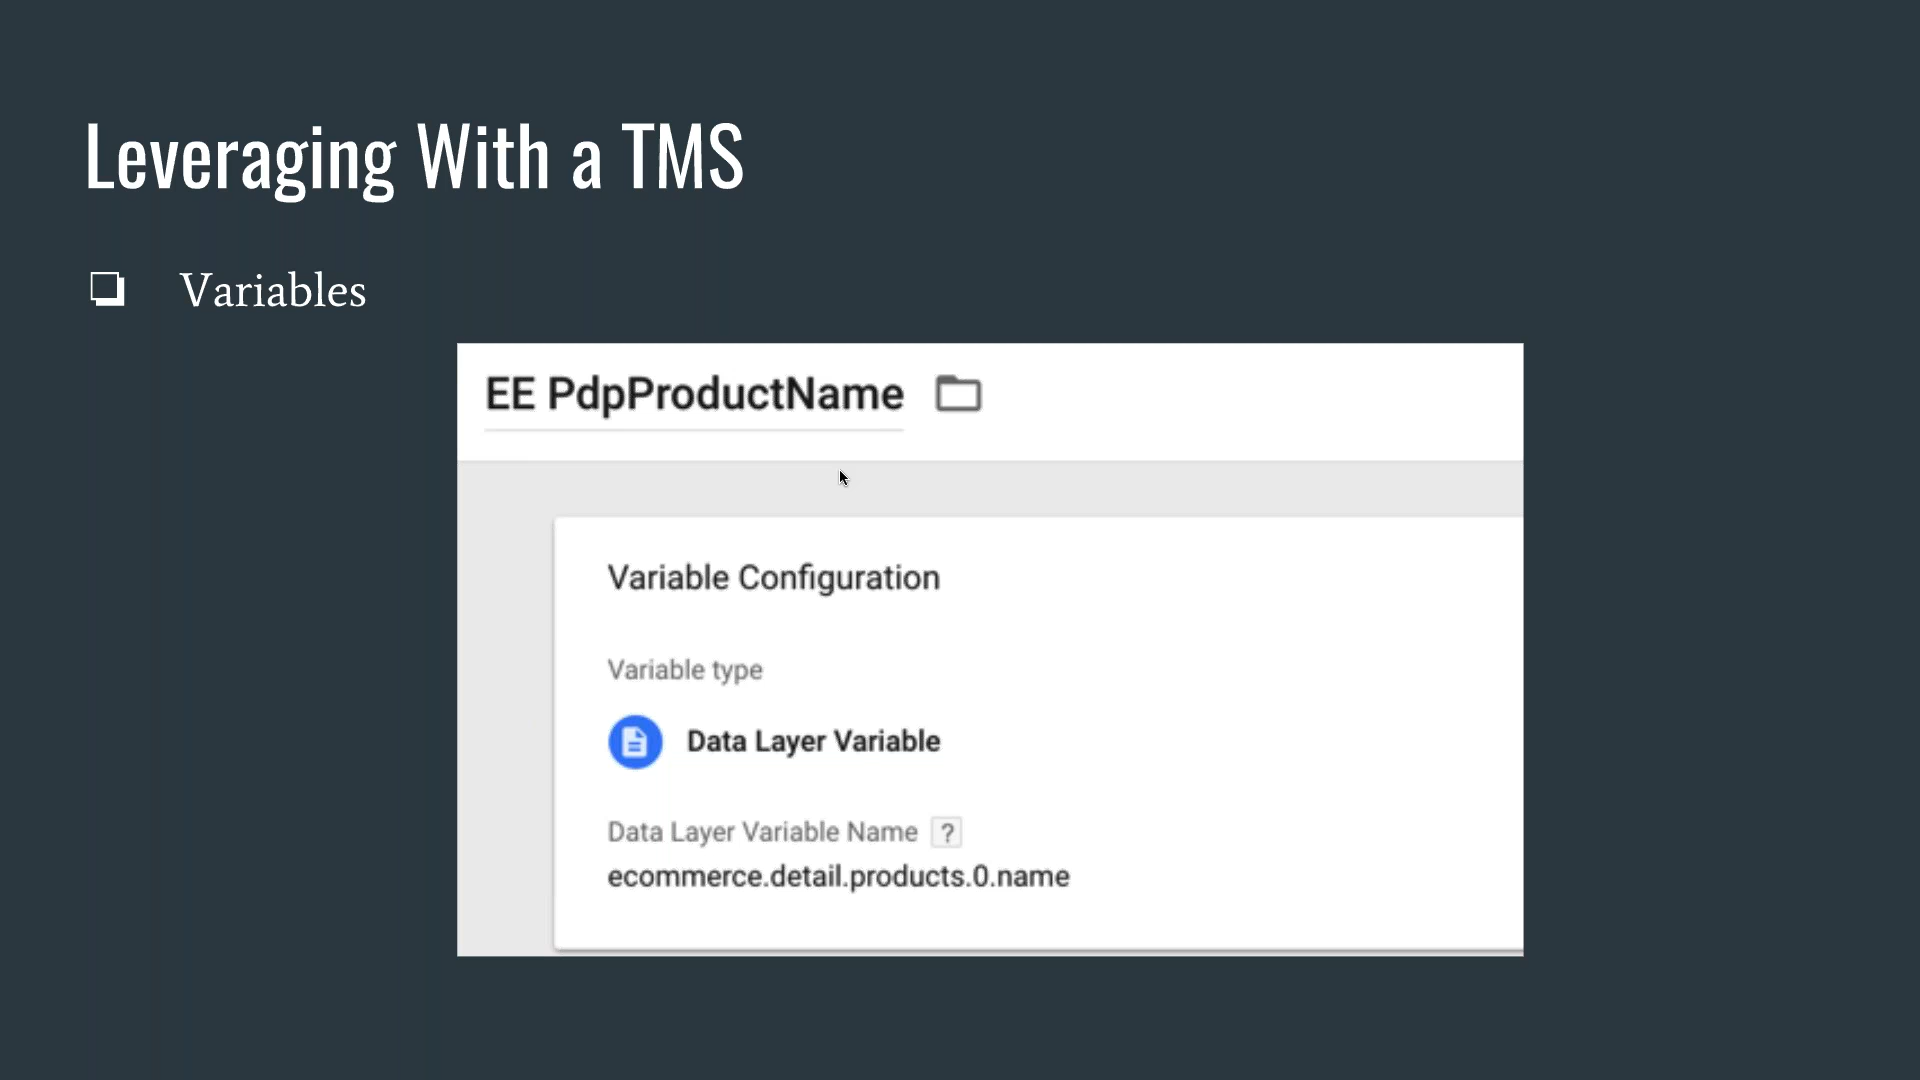 Leveraging With a TMS
Variables
EE PdpProductName
Variable Configuration
Variable type
Data Layer Variable
Data Layer Variable Name ?
ecommerce.detail.products.0.name